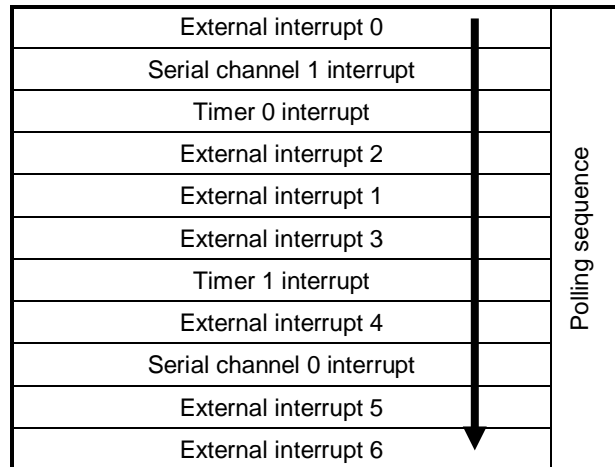 External interrupt 0
Serial channel 1 interrupt
Timer 0 interrupt
External interrupt 2
External interrupt 1
External interrupt 3
Timer 1 interrupt
External interrupt 4
Serial channel 0 interrupt
External interrupt 5
External interrupt 6
Polling sequence